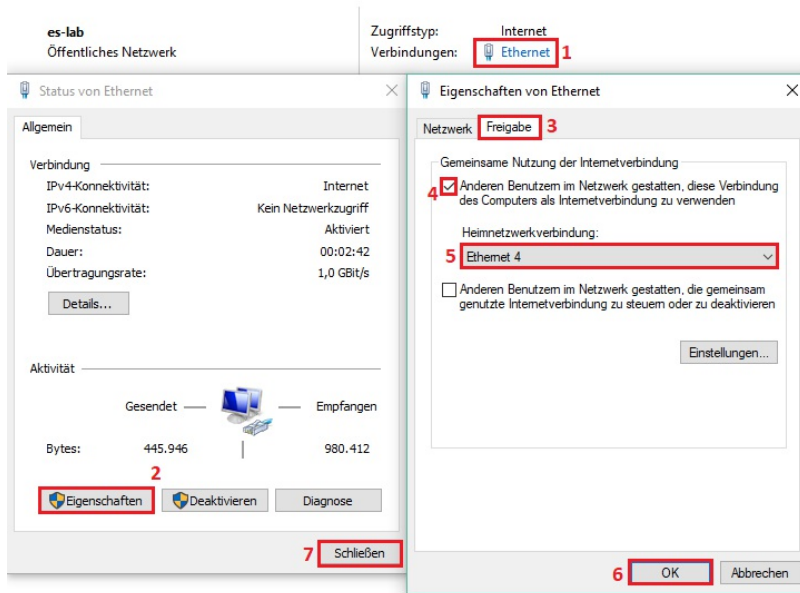 es-lab
Öffentliches Netzwerk
Zugriffstyp: Internet
Verbindungen: Ethernet 1
Status von Ethernet
Allgemein
Verbindung
IPv4-Konnektivität: Internet
IPv6-Konnektivität: Kein Netzwerkzugriff
Medienstatus: Aktiviert
Dauer: 00:02:42
Übertragungsrate: 1,0 GBit/s
Details...
Aktivität
Gesendet Empfangen
Bytes: 445.946 980.412
2
Eigenschaften Deaktivieren Diagnose
7 Schließen
Eigenschaften von Ethernet
Netzwerk Freigabe 3
Gemeinsame Nutzung der Internetverbindung
4 Anderen Benutzern im Netzwerk gestatten, diese Verbindung
des Computers als Internetverbindung zu verwenden
Heimnetzwerkverbindung:
5 Ethernet 4
Anderen Benutzern im Netzwerk gestatten, die gemeinsam
genutzte Internetverbindung zu steuern oder zu deaktivieren
Einstellungen...
6 OK Abbrechen